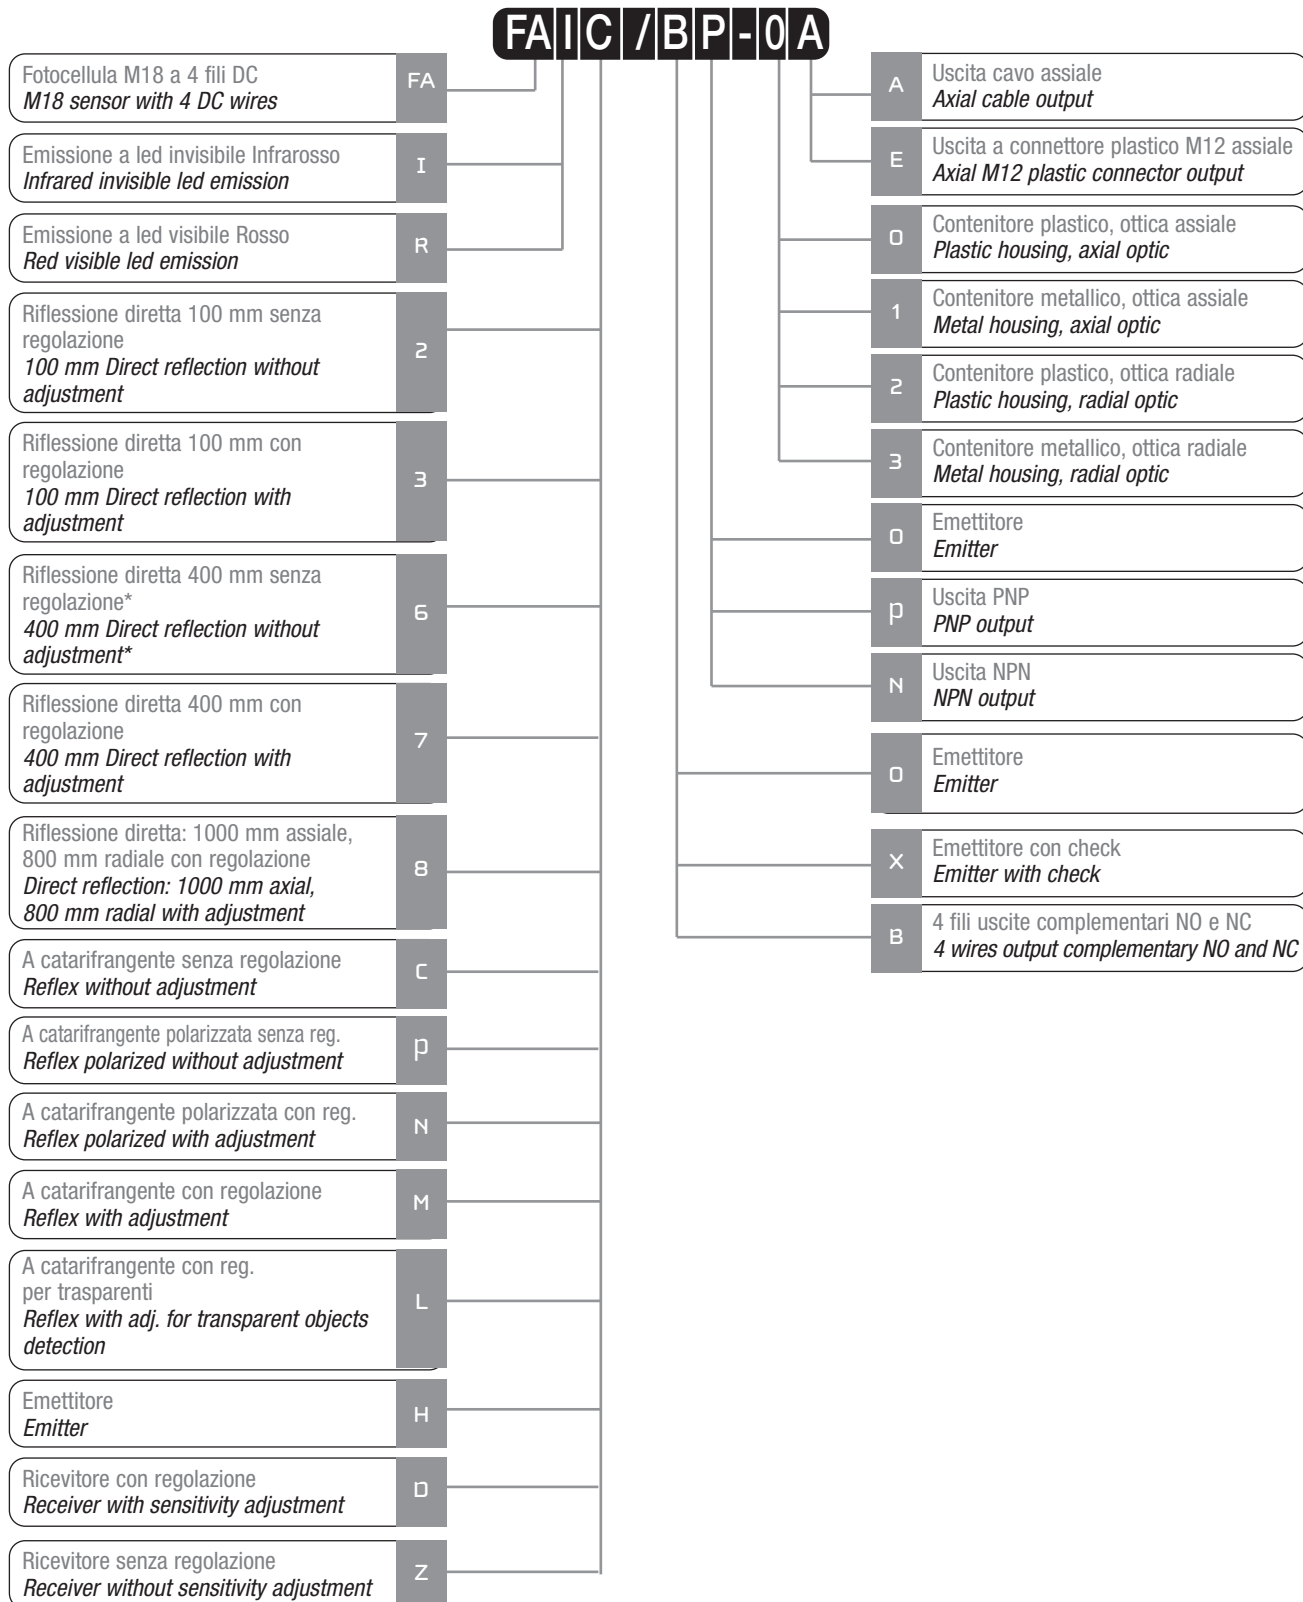 FAIC/BP-0A
Fotocellula M18 a 4 fili DC
M18 sensor with 4 DC wires
FA
Emissione a led invisibile Infrarosso
Infrared invisible led emission
I
Emissione a led visibile Rosso
Red visible led emission
R
Riflessione diretta 100 mm senza
regolazione
100 mm Direct reflection without
adjustment
2
Riflessione diretta 100 mm con
regolazione
100 mm Direct reflection with
adjustment
3
Riflessione diretta 400 mm senza
regolazione*
400 mm Direct reflection without
adjustment*
6
Riflessione diretta 400 mm con
regolazione
400 mm Direct reflection with
adjustment
7
Riflessione diretta: 1000 mm assiale,
800 mm radiale con regolazione
Direct reflection: 1000 mm axial,
800 mm radial with adjustment
8
A catarifrangente senza regolazione
Reflex without adjustment
C
A catarifrangente polarizzata senza reg.
Reflex polarized without adjustment
P
A catarifrangente polarizzata con reg.
Reflex polarized with adjustment
N
A catarifrangente con regolazione
Reflex with adjustment
M
A catarifrangente con reg.
per trasparenti
Reflex with adj. for transparent objects
detection
L
Emettitore
Emitter
H
Ricevitore con regolazione
Receiver with sensitivity adjustment
D
Ricevitore senza regolazione
Receiver without sensitivity adjustment
Z
A
Uscita cavo assiale
Axial cable output
E
Uscita a connettore plastico M12 assiale
Axial M12 plastic connector output
0
Contenitore plastico, ottica assiale
Plastic housing, axial optic
1
Contenitore metallico, ottica assiale
Metal housing, axial optic
2
Contenitore plastico, ottica radiale
Plastic housing, radial optic
3
Contenitore metallico, ottica radiale
Metal housing, radial optic
0
Emettitore
Emitter
P
Uscita PNP
PNP output
N
Uscita NPN
NPN output
0
Emettitore
Emitter
X
Emettitore con check
Emitter with check
B
4 fili uscite complementari NO e NC
4 wires output complementary NO and NC